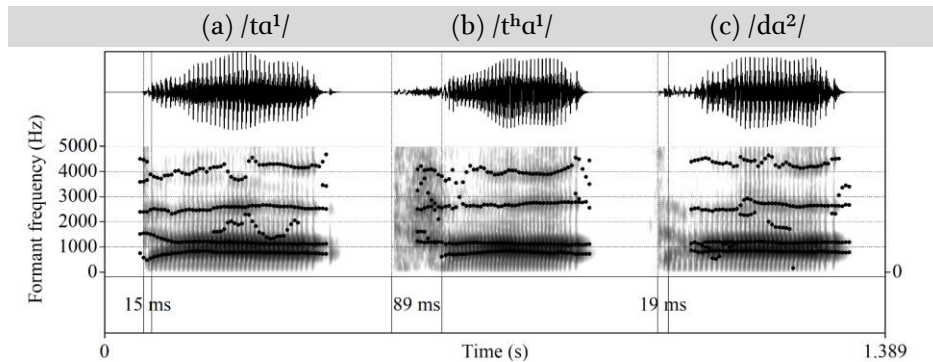 (a) /tɑ¹/ (b) /tʰɑ¹/ (c) /dɑ²/
Formant frequency (Hz)
5000
4000
3000
2000
1000
0
0
15 ms 89 ms 19 ms
0 Time (s) 1.389